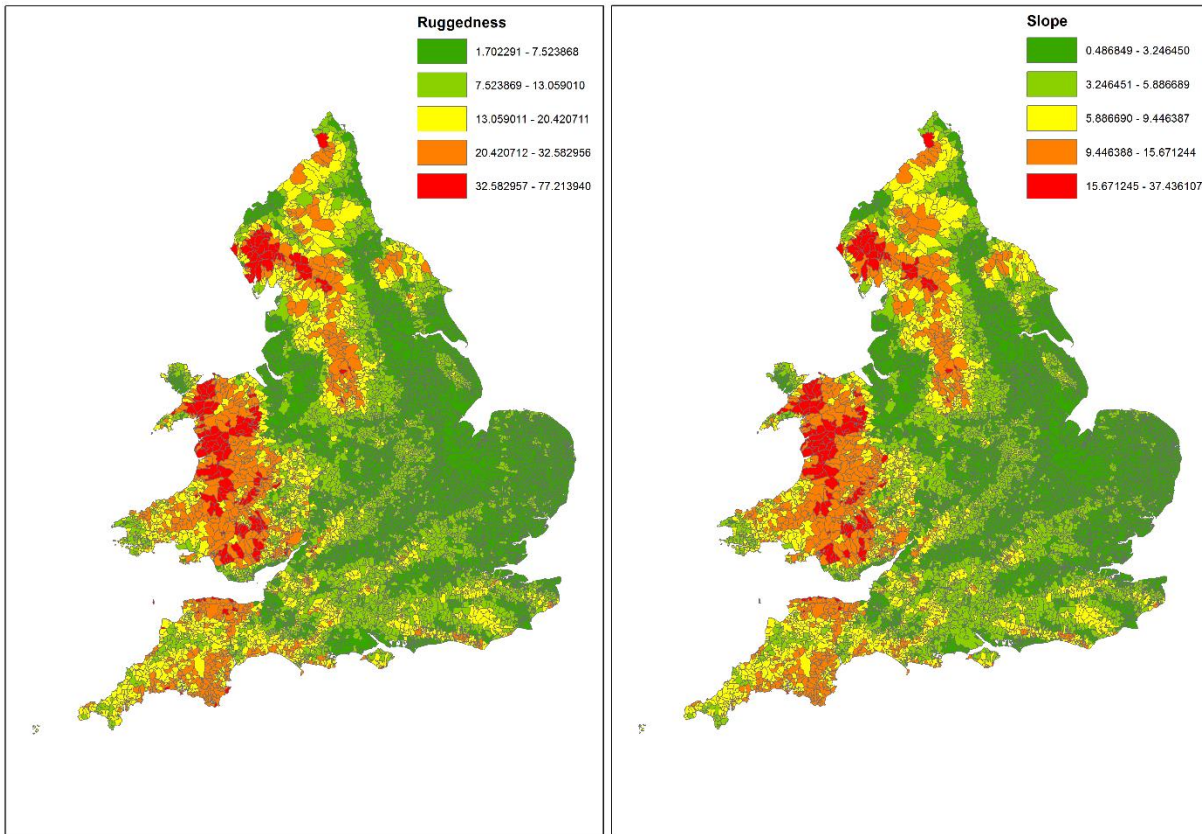 Ruggedness
1.702291 - 7.523868
7.523869 - 13.059010
13.059011 - 20.420711
20.420712 - 32.582956
32.582957 - 77.213940
Slope
0.486849 - 3.246450
3.246451 - 5.886689
5.886690 - 9.446387
9.446388 - 15.671244
15.671245 - 37.436107